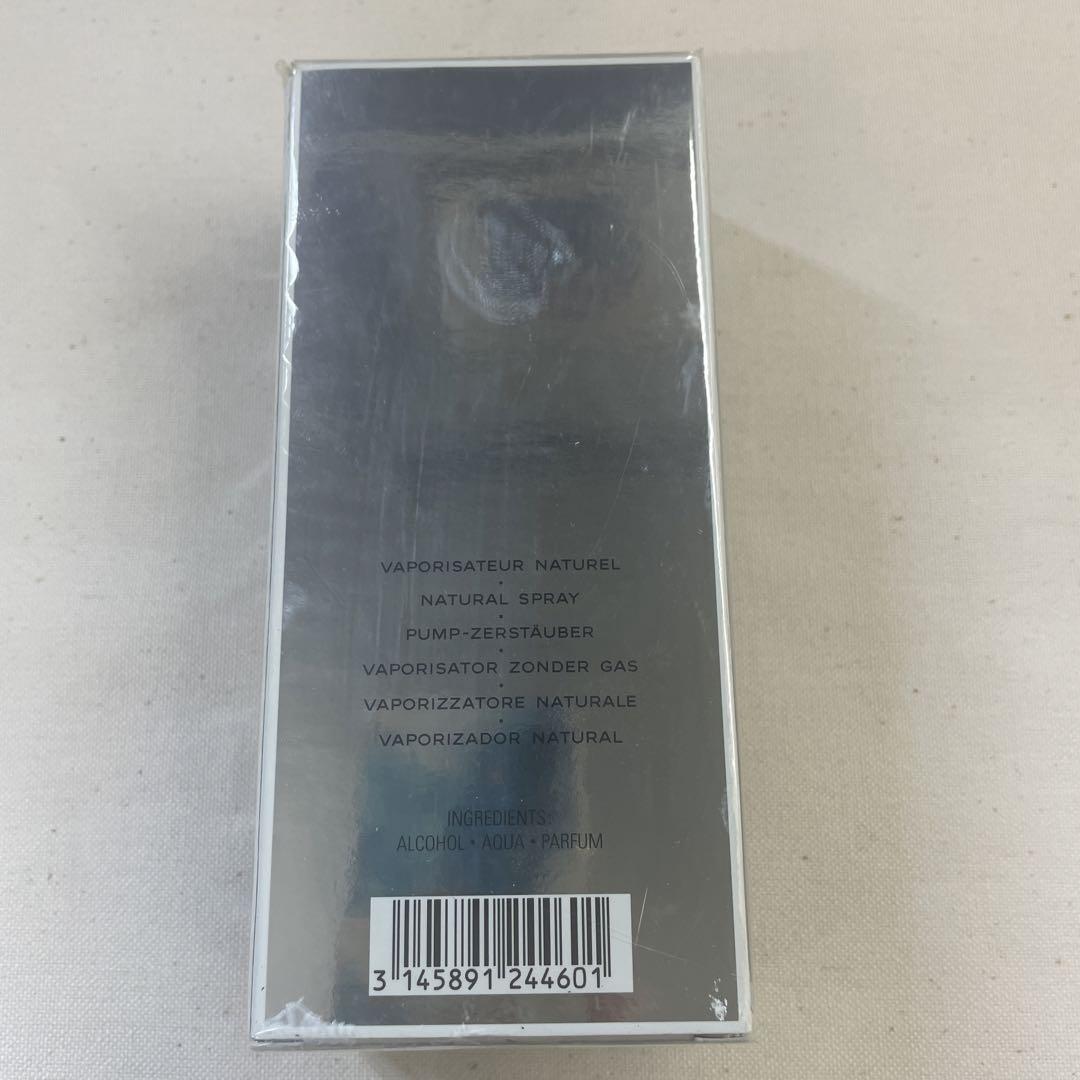 VAPORISATEUR NATUREL
NATURAL SPRAY
PUMP-ZERSTÄUBER
VAPORISATOR ZONDER GAS
VAPORIZZATORE NATURALE
VAPORIZADOR NATURAL
INGREDIENTS:
ALCOHOL • AQUA • PARFUM
3 145891 244601